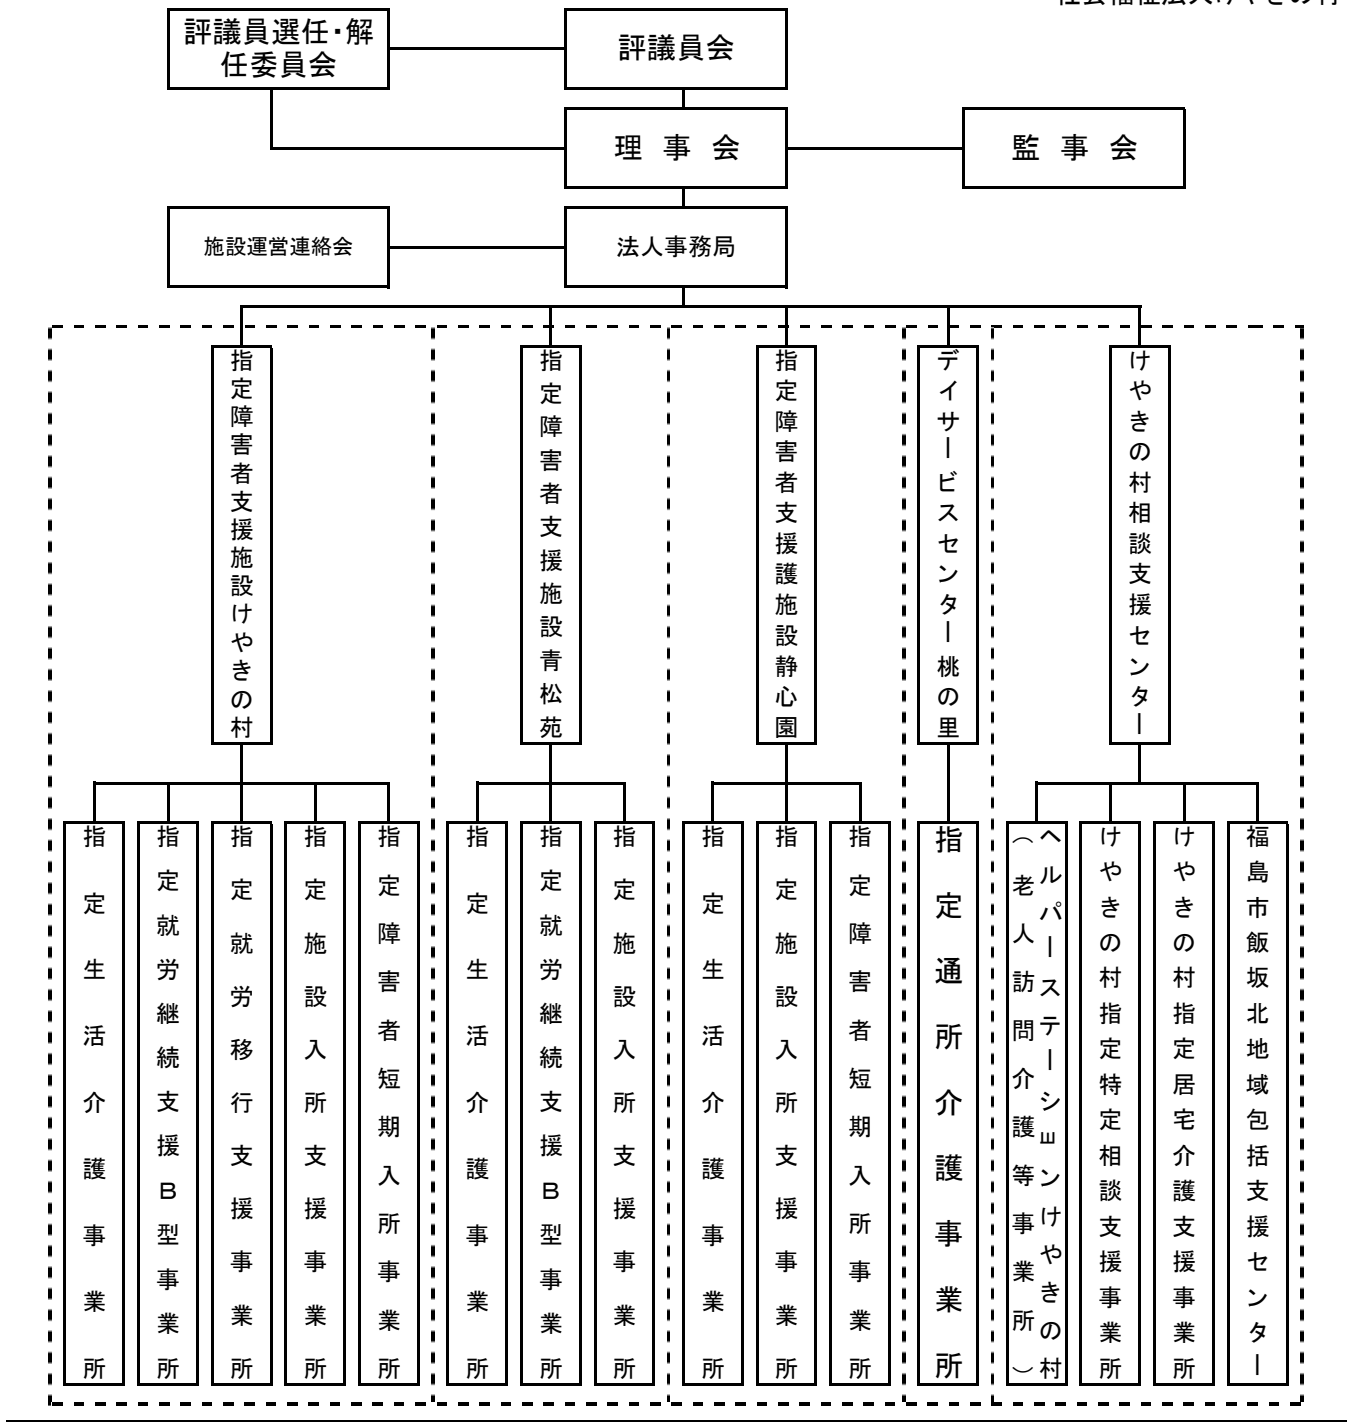 評議員選任・解
任委員会
評議員会
理事会
監事会
施設運営連絡会
法人事務局
指定障害者支援施設けやきの村
指定障害者支援施設青松苑
指定障害者支援護施設静心園
デイサービスセンター桃の里
けやきの村相談支援センター
指定生活介護事業所
指定就労継続支援B型事業所
指定就労移行支援事業所
指定施設入所支援事業所
指定障害者短期入所事業所
指定生活介護事業所
指定就労継続支援B型事業所
指定施設入所支援事業所
指定生活介護事業所
指定施設入所支援事業所
指定障害者短期入所事業所
指定通所介護事業所
ヘルパーステーションけやきの村
（老人訪問介護等事業所）
けやきの村指定特定相談支援事業所
けやきの村指定居宅介護支援事業所
福島市飯坂北地域包括支援センター